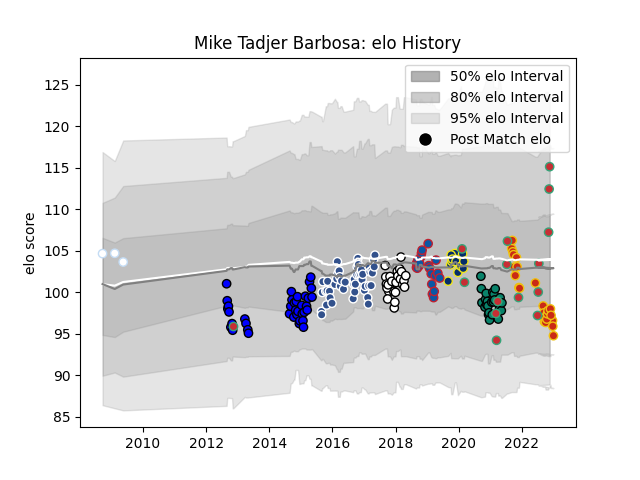 Mike Tadjer Barbosa: elo History
50% elo Interval
80% elo Interval
95% elo Interval
Post Match elo
elo score
125
120
115
110
105
100
95
90
85
2010
2012
2014
2016
2018
2020
2022